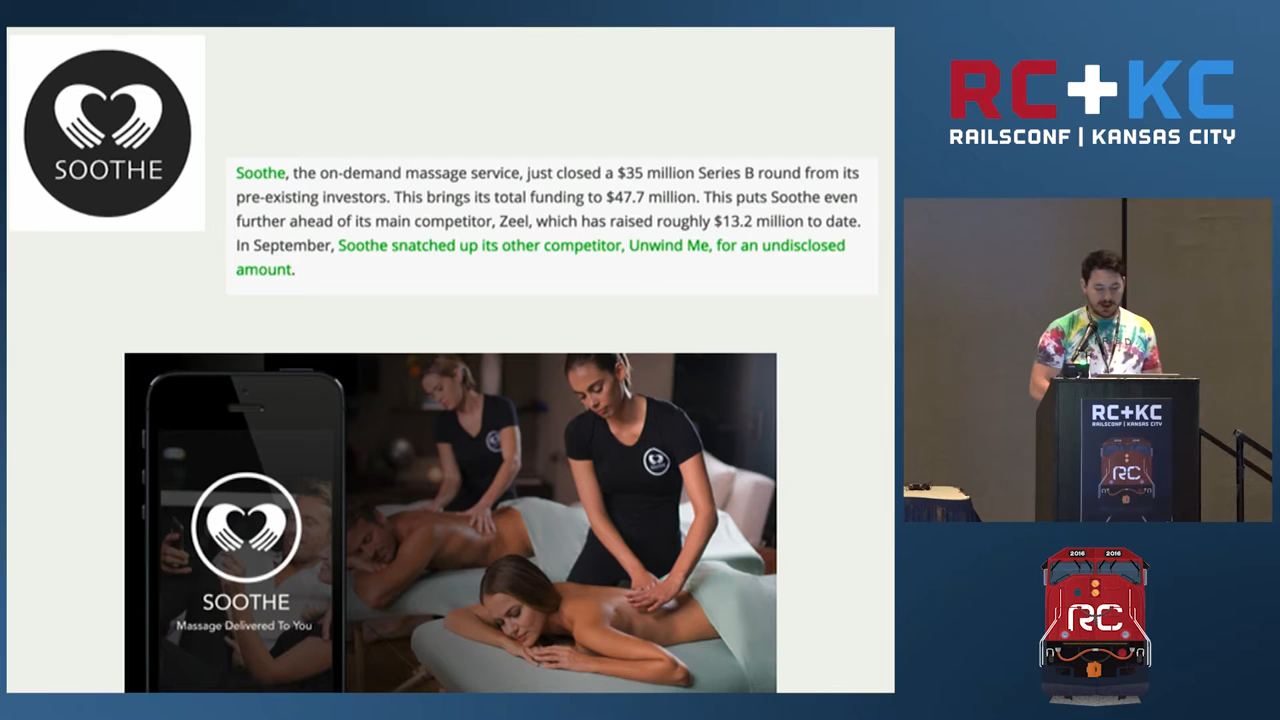 SOOTHE
Soothe, the on-demand massage service, just closed a $35 million Series B round from its
pre-existing investors. This brings its total funding to $47.7 million. This puts Soothe even
further ahead of its main competitor, Zeel, which has raised roughly $13.2 million to date.
In September, Soothe snatched up its other competitor, Unwind Me, for an undisclosed
amount.
SOOTHE
Massage Delivered To You
RC+KC
RAILSCONF | KANSAS CITY
RC+KC
RAILSCONF | KANSAS CITY
RC
2016 2016
RC